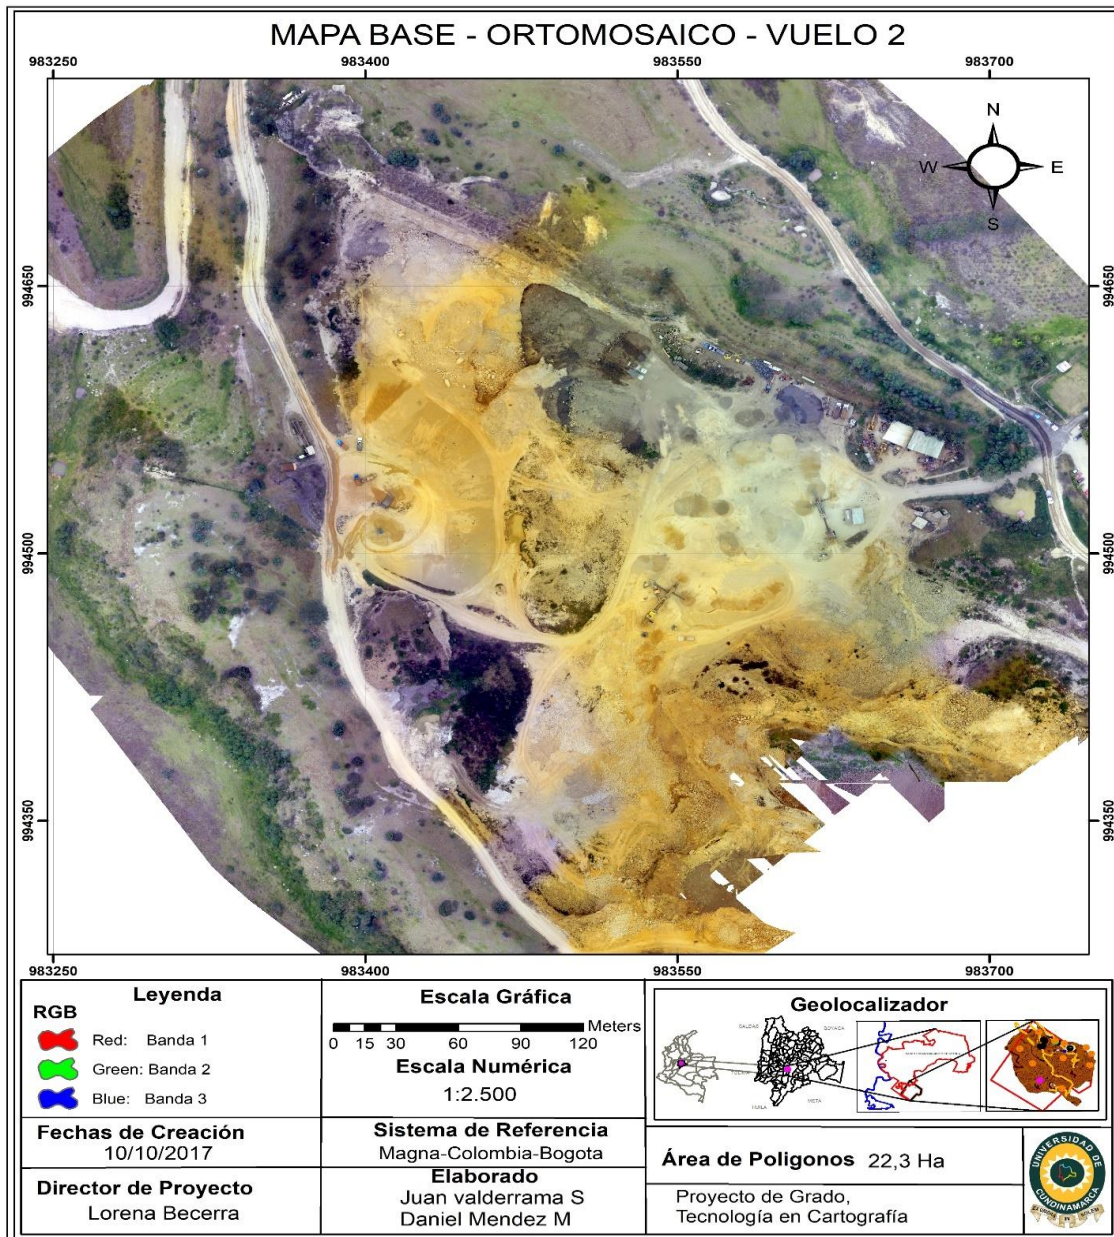 MAPA BASE - ORTOMOSAICO - VUELO 2
983250 983400 983550 983700
N
W E
S
994650 994650
994500 994500
994350 994350
983250 983400 983550 983700
Leyenda
RGB
Red: Banda 1
Green: Banda 2
Blue: Banda 3
Fechas de Creación
10/10/2017
Director de Proyecto
Lorena Becerra
Escala Gráfica
Meters
0 15 30 60 90 120
Escala Numérica
1:2.500
Sistema de Referencia
Magna-Colombia-Bogota
Elaborado
Juan valderrama S
Daniel Mendez M
Geolocalizador
BOYACA
HUILA
META
Área de Poligonos 22,3 Ha
Proyecto de Grado,
Tecnología en Cartografía
UNIVERSIDAD DE
CUNDINAMARCA